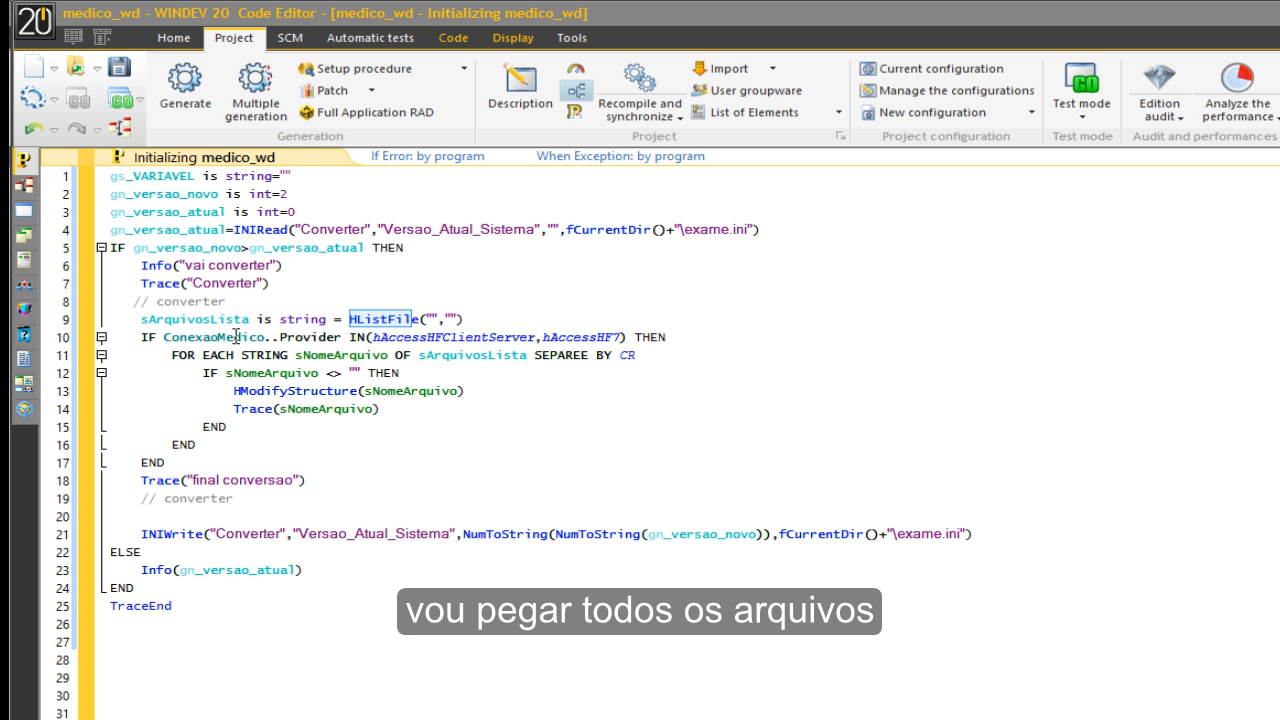 20 medico_wd - WINDEV 20 Code Editor - [medico_wd - Initializing medico_wd]
Home Project SCM Automatic tests Code Display Tools
GO GO
Generate
Multiple generation
Setup procedure
Patch
Full Application RAD
Generation
Description
Recompile and synchronize
Import
User groupware
List of Elements
Project
Current configuration
Manage the configurations
New configuration
Project configuration
GO
Test mode
Test mode
Edition audit
Analyze the performance
Audit and performances
Initializing medico_wd If Error: by program When Exception: by program
1 gs_VARIAVEL is string=""
2 gn_versao_novo is int=2
3 gn_versao_atual is int=0
4 gn_versao_atual=INIRead("Converter","Versao_Atual_Sistema","",fCurrentDir()+"\exame.ini")
5 IF gn_versao_novo>gn_versao_atual THEN
6 Info("vai converter")
7 Trace("Converter")
8 // converter
9 sArquivosLista is string = HListFile("","")
10 IF ConexaoMedico..Provider IN(hAccessHFClientServer,hAccessHF7) THEN
11 FOR EACH STRING sNomeArquivo OF sArquivosLista SEPAREE BY CR
12 IF sNomeArquivo <> "" THEN
13 HModifyStructure(sNomeArquivo)
14 Trace(sNomeArquivo)
15 END
16 END
17 END
18 Trace("final conversao")
19 // converter
20
21 INIWrite("Converter","Versao_Atual_Sistema",NumToString(NumToString(gn_versao_novo)),fCurrentDir()+"\exame.ini")
22 ELSE
23 Info(gn_versao_atual)
24 END
25 TraceEnd
26
27
28
29
30
31
vou pegar todos os arquivos